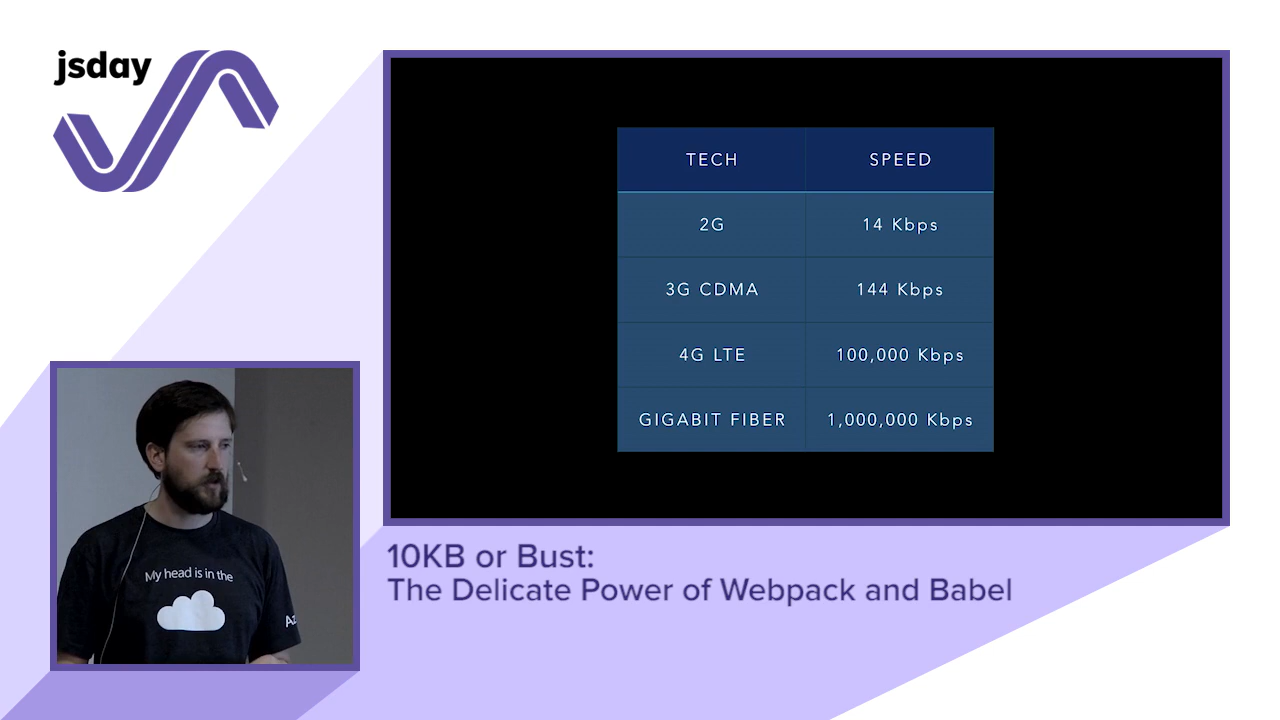 jsday
TECH SPEED
2G 14 Kbps
3G CDMA 144 Kbps
4G LTE 100,000 Kbps
GIGABIT FIBER 1,000,000 Kbps
My head is in the
Az
10KB or Bust:
The Delicate Power of Webpack and Babel